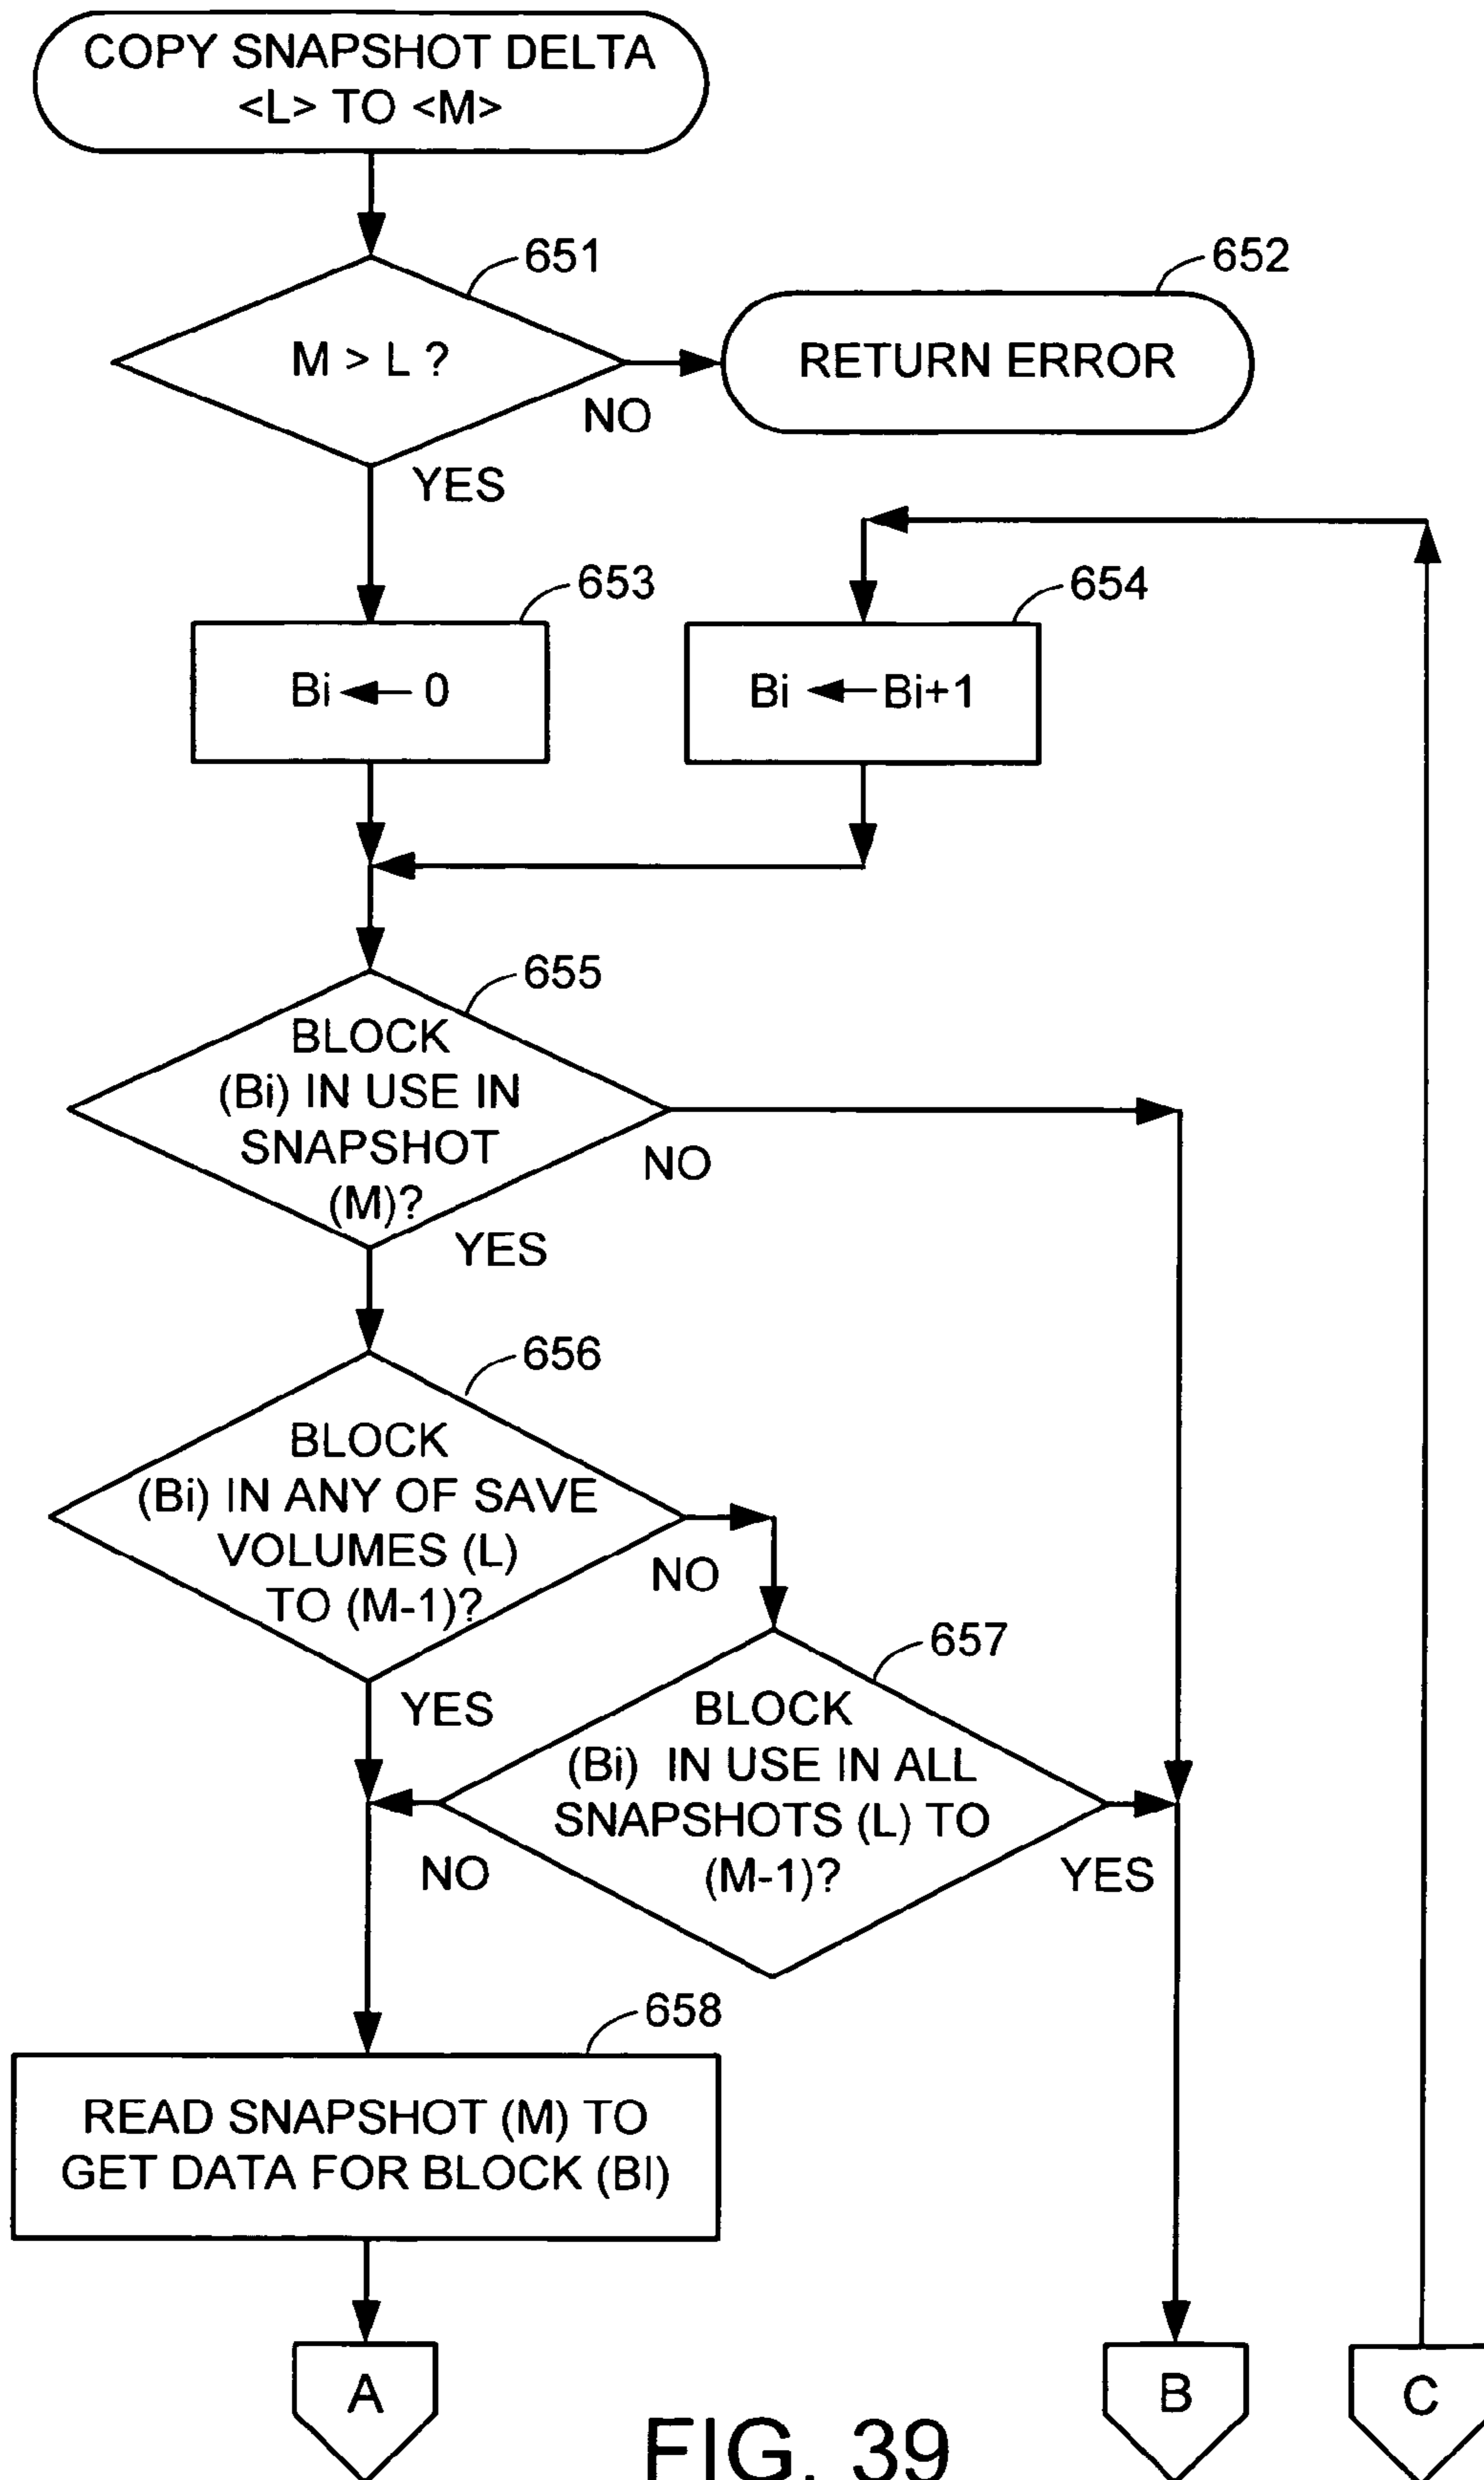 COPY SNAPSHOT DELTA
<L> TO <M>
651
M > L ?
NO
YES
652
RETURN ERROR
653
Bi ← 0
654
Bi ← Bi+1
655
BLOCK
(Bi) IN USE IN
SNAPSHOT
(M)?
NO
YES
656
BLOCK
(Bi) IN ANY OF SAVE
VOLUMES (L)
TO (M-1)?
NO
YES
657
BLOCK
(Bi) IN USE IN ALL
SNAPSHOTS (L) TO
(M-1)?
NO
YES
658
READ SNAPSHOT (M) TO
GET DATA FOR BLOCK (BI)
A
B
C
FIG. 39